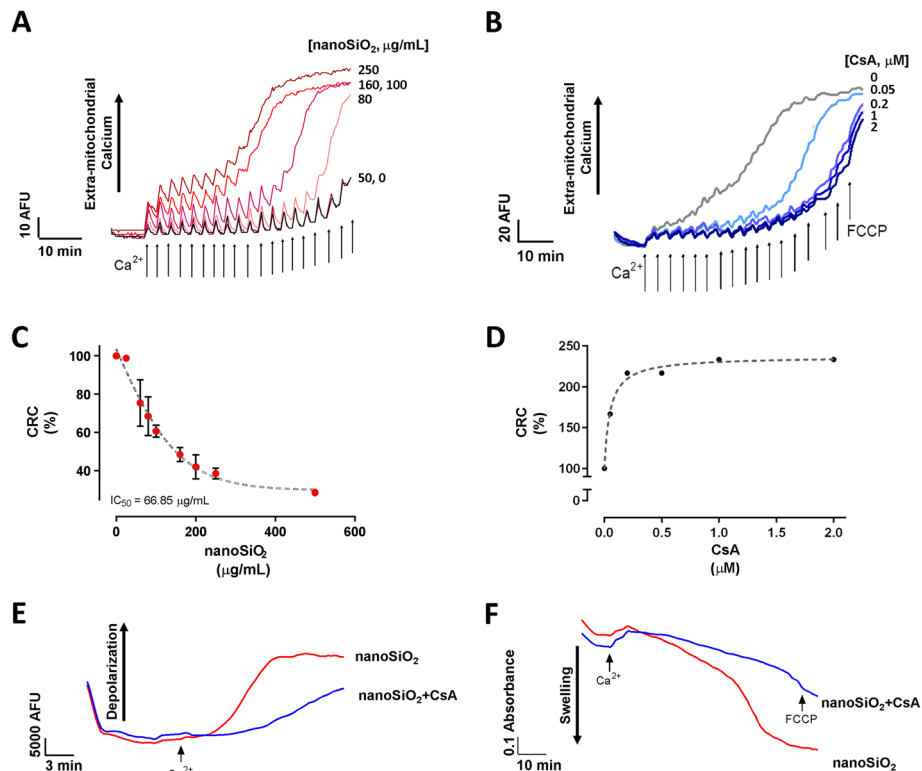 A
[nanoSiO2, µg/mL]
250
160, 100
80
50, 0
Extra-mitochondrial
Calcium
10 AFU
10 min
Ca2+
B
[CsA, µM]
0
0.05
0.2
1
2
Extra-mitochondrial
Calcium
20 AFU
10 min
Ca2+
FCCP
C
CRC
(%)
100
80
60
40
IC50 = 66.85 µg/mL
0
200
400
600
nanoSiO2
(µg/mL)
D
CRC
(%)
250
200
150
100
0
0.0
0.5
1.0
1.5
2.0
CsA
(µM)
E
Depolarization
nanoSiO2
nanoSiO2+CsA
5000 AFU
3 min
F
Swelling
Ca2+
nanoSiO2+CsA
FCCP
0.1 Absorbance
10 min
nanoSiO2